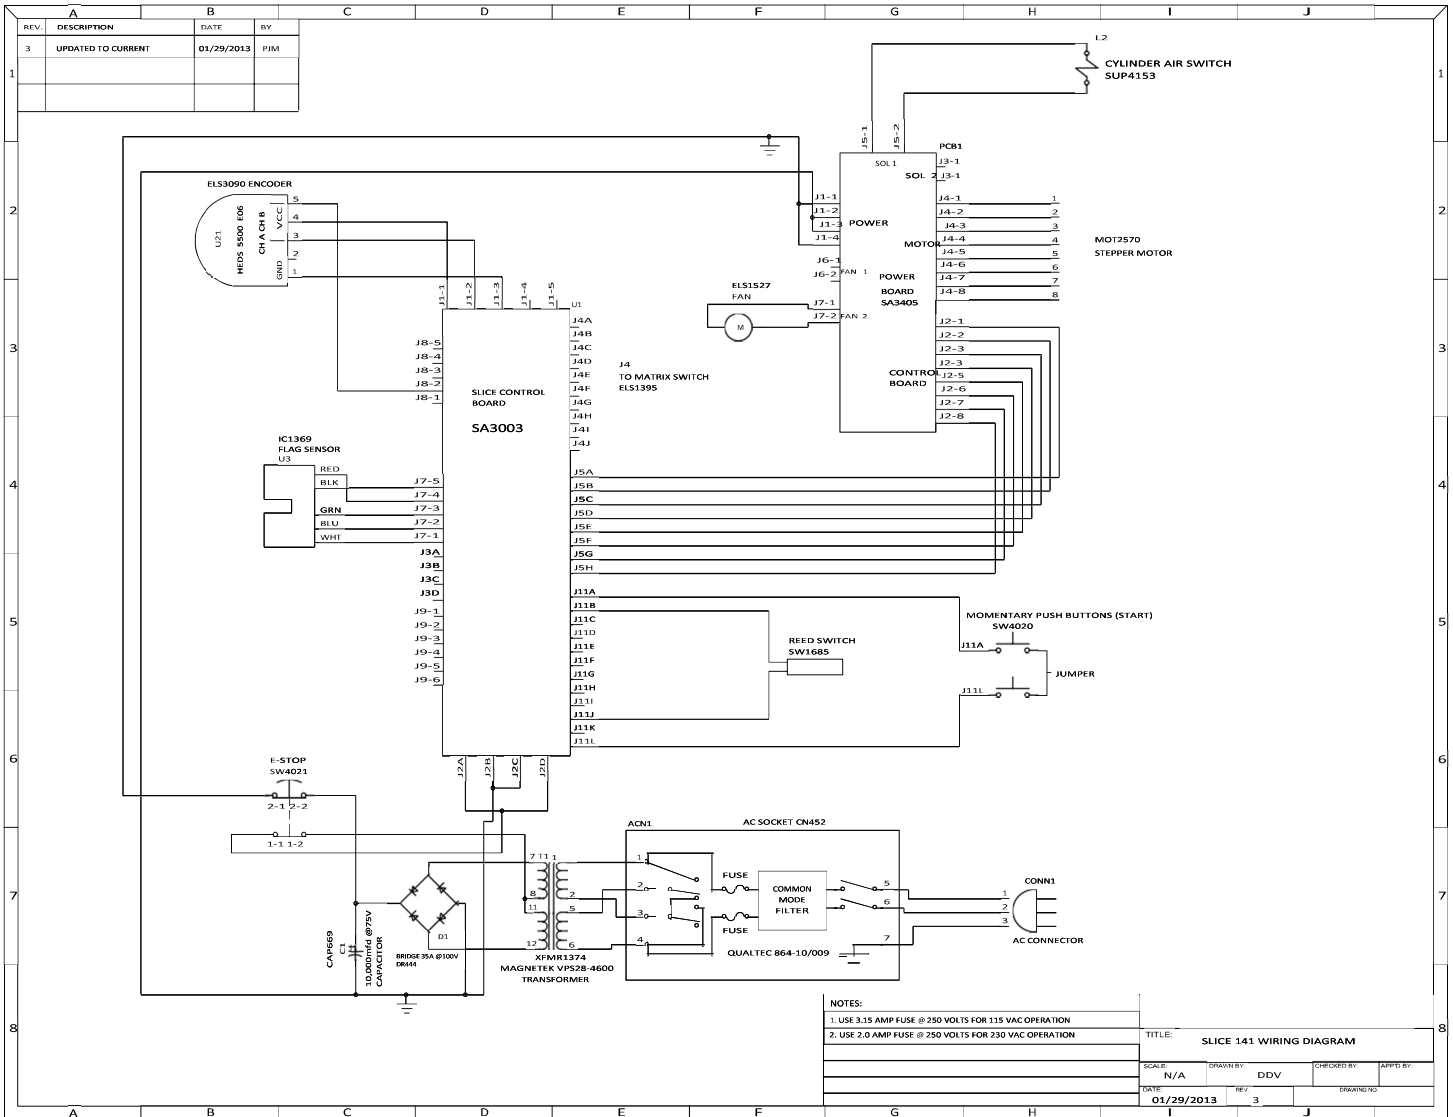 A B C D E F G H I J
REV. DESCRIPTION DATE BY
3 UPDATED TO CURRENT 01/29/2013 PJM
1
2
3
4
5
6
7
8
1
2
3
4
5
6
7
8
L2
CYLINDER AIR SWITCH
SUP4153
J5-1
J5-2
PCB1
SOL 1
SOL 2
J3-1
J3-1
J1-1
J1-2
J1-3
J1-4
POWER
MOTOR
J6-1
J6-2
FAN 1
J7-1
J7-2
FAN 2
POWER
BOARD
SA3405
CONTROL
BOARD
J4-1
J4-2
J4-3
J4-4
J4-5
J4-6
J4-7
J4-8
1
2
3
4
5
6
7
8
MOT2570
STEPPER MOTOR
J2-1
J2-2
J2-3
J2-3
J2-5
J2-6
J2-7
J2-8
ELS1527
FAN
M
ELS3090 ENCODER
U21
HEDS 5500 E06
CH A CH B
VCC
GND
5
4
3
2
1
J1-1
J1-2
J1-3
J1-4
J1-5
U1
J8-5
J8-4
J8-3
J8-2
J8-1
SLICE CONTROL
BOARD
SA3003
J4A
J4B
J4C
J4D
J4E
J4F
J4G
J4H
J4I
J4J
J4
TO MATRIX SWITCH
ELS1395
IC1369
FLAG SENSOR
U3
RED
BLK
GRN
BLU
WHT
J7-5
J7-4
J7-3
J7-2
J7-1
J3A
J3B
J3C
J3D
J9-1
J9-2
J9-3
J9-4
J9-5
J9-6
J5A
J5B
J5C
J5D
J5E
J5F
J5G
J5H
J11A
J11B
J11C
J11D
J11E
J11F
J11G
J11H
J11I
J11J
J11K
J11L
REED SWITCH
SW1685
MOMENTARY PUSH BUTTONS (START)
SW4020
J11A
J11L
JUMPER
J2A
J2B
J2C
J2D
E-STOP
SW4021
2-1 2-2
1-1 1-2
CAP669
C1
10,000mfd @75V
CAPACITOR
D1
BRIDGE 35A @100V
DR444
7 T1 1
8 2
11 5
12 6
XFMR1374
MAGNETEK VPS28-4600
TRANSFORMER
ACN1
AC SOCKET CN452
1
2
3
4
FUSE
FUSE
COMMON
MODE
FILTER
5
6
7
QUALTEC 864-10/009
CONN1
1
2
3
AC CONNECTOR
NOTES:
1. USE 3.15 AMP FUSE @ 250 VOLTS FOR 115 VAC OPERATION
2. USE 2.0 AMP FUSE @ 250 VOLTS FOR 230 VAC OPERATION
TITLE: SLICE 141 WIRING DIAGRAM
SCALE: N/A DRAWN BY: DDV CHECKED BY: APP'D BY:
DATE: 01/29/2013 REV. 3 DRAWING NO.
A B C D E F G H I J